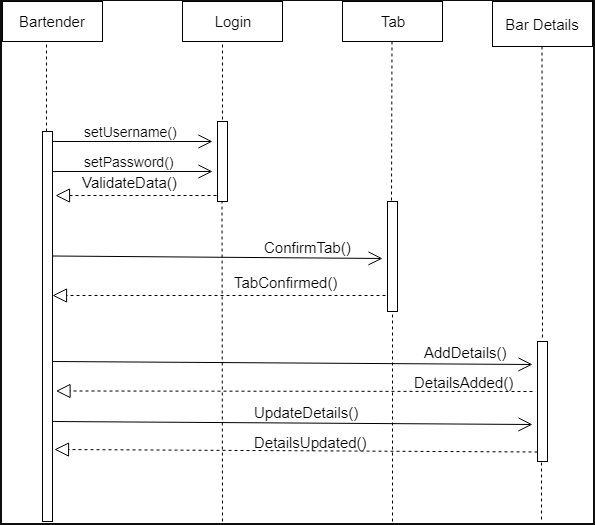 Bartender
Login
Tab
Bar Details
setUsername()
setPassword()
ValidateData()
ConfirmTab()
TabConfirmed()
AddDetails()
DetailsAdded()
UpdateDetails()
DetailsUpdated()